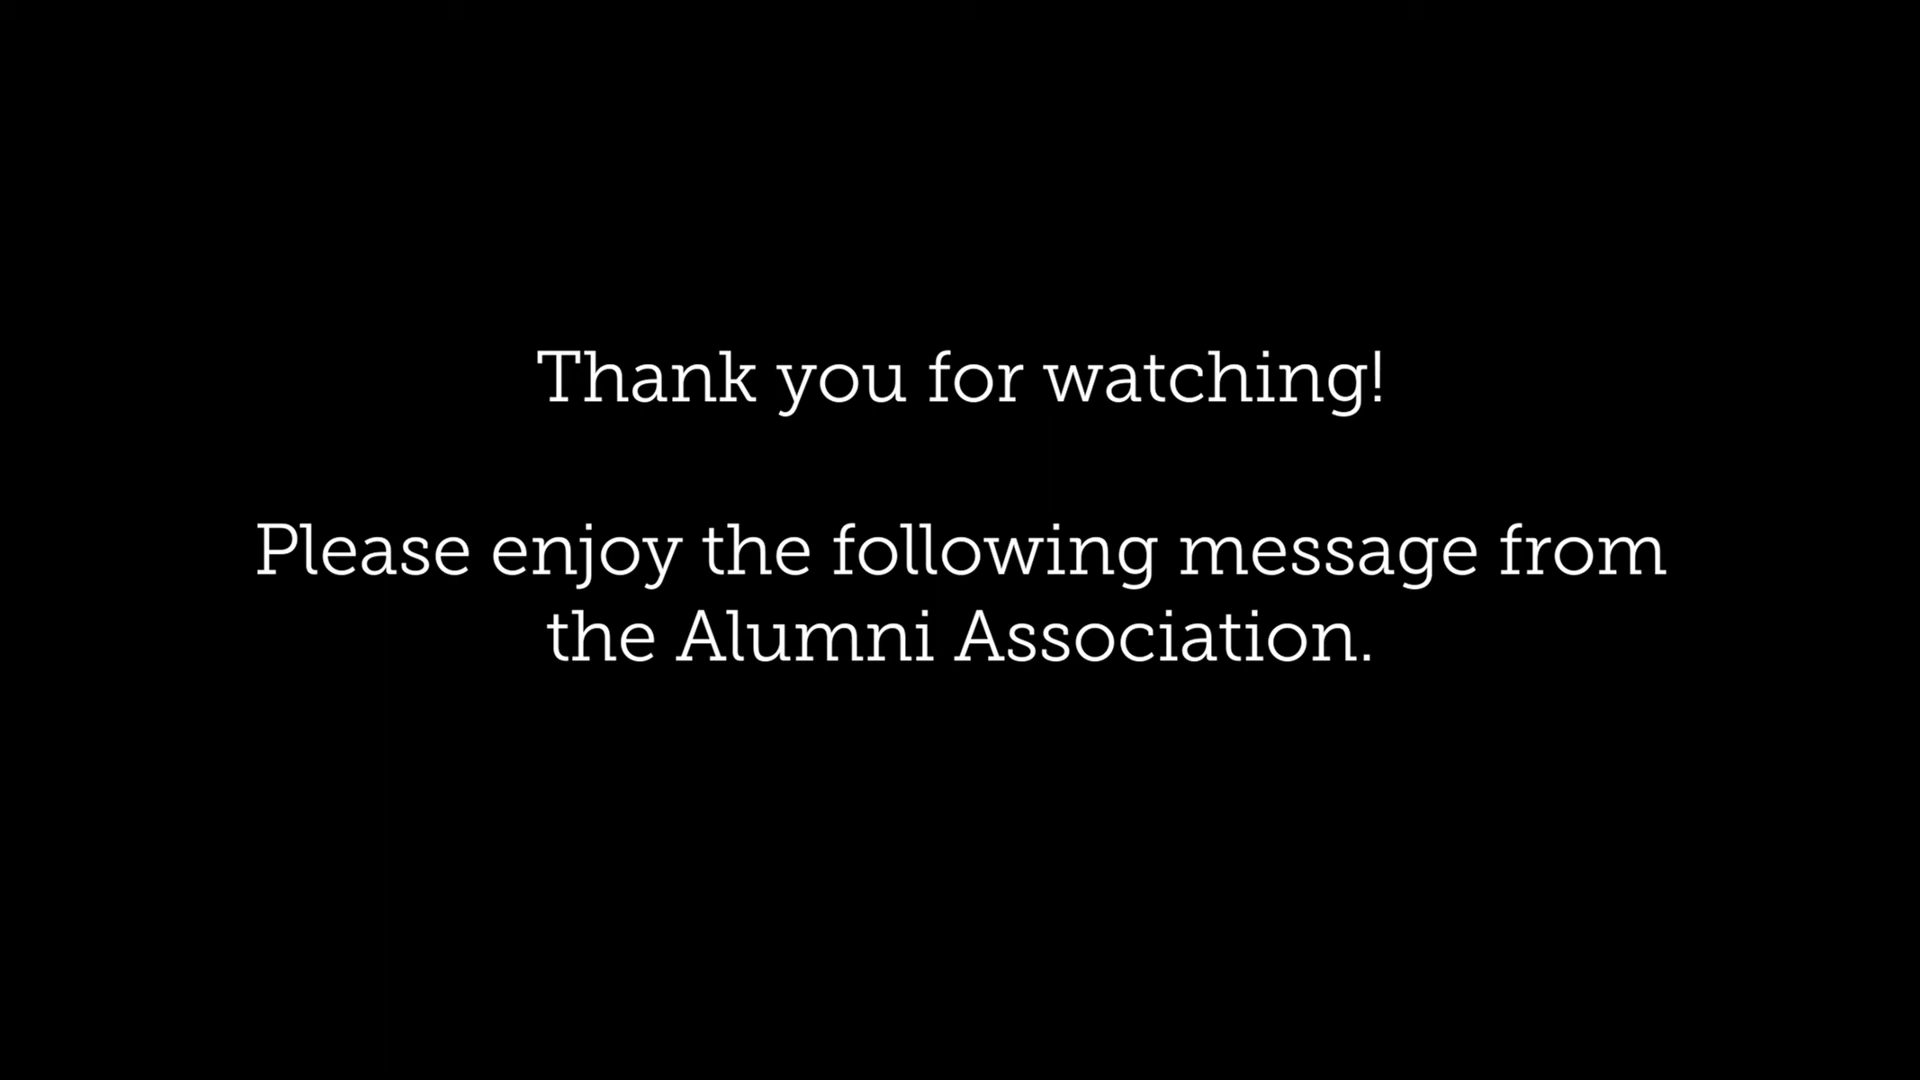 Thank you for watching!
Please enjoy the following message from
the Alumni Association.